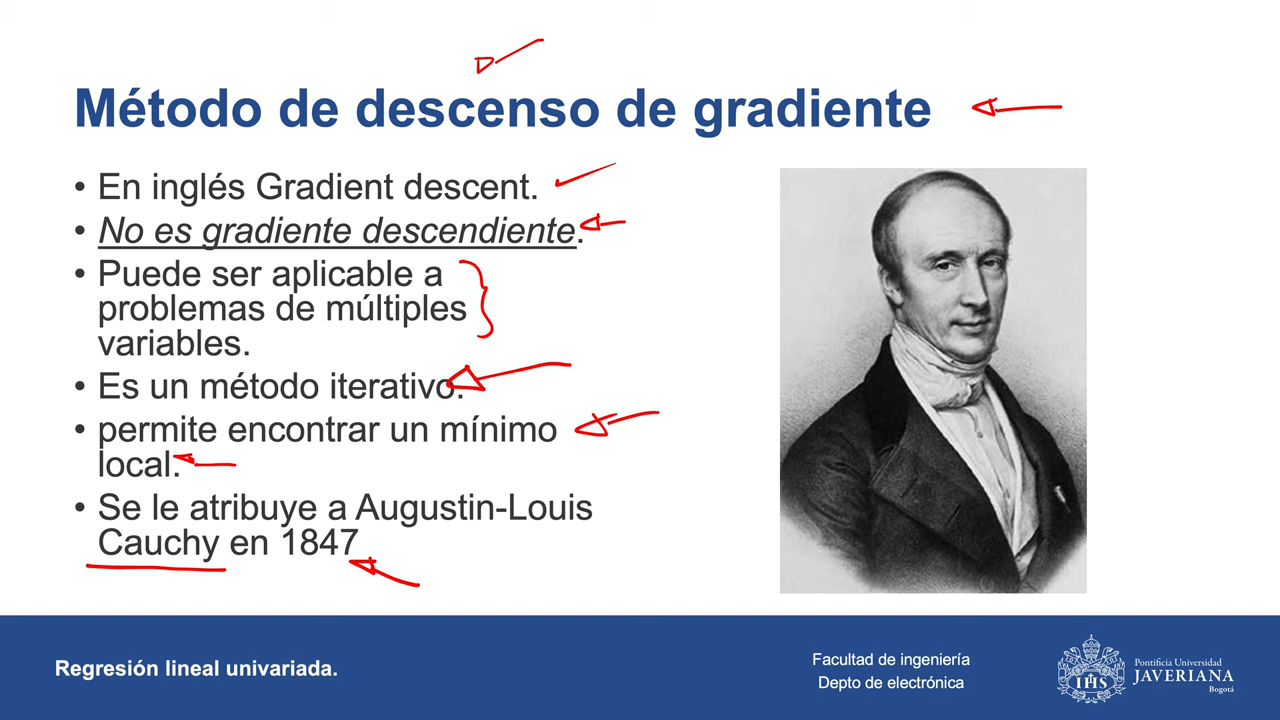 Método de descenso de gradiente
• En inglés Gradient descent.
• No es gradiente descendiente.
• Puede ser aplicable a
problemas de múltiples
variables.
• Es un método iterativo.
• permite encontrar un mínimo
local.
• Se le atribuye a Augustin-Louis
Cauchy en 1847
Regresión lineal univariada.
Facultad de ingeniería
Depto de electrónica
IHS
Pontificia Universidad
JAVERIANA
Bogotá